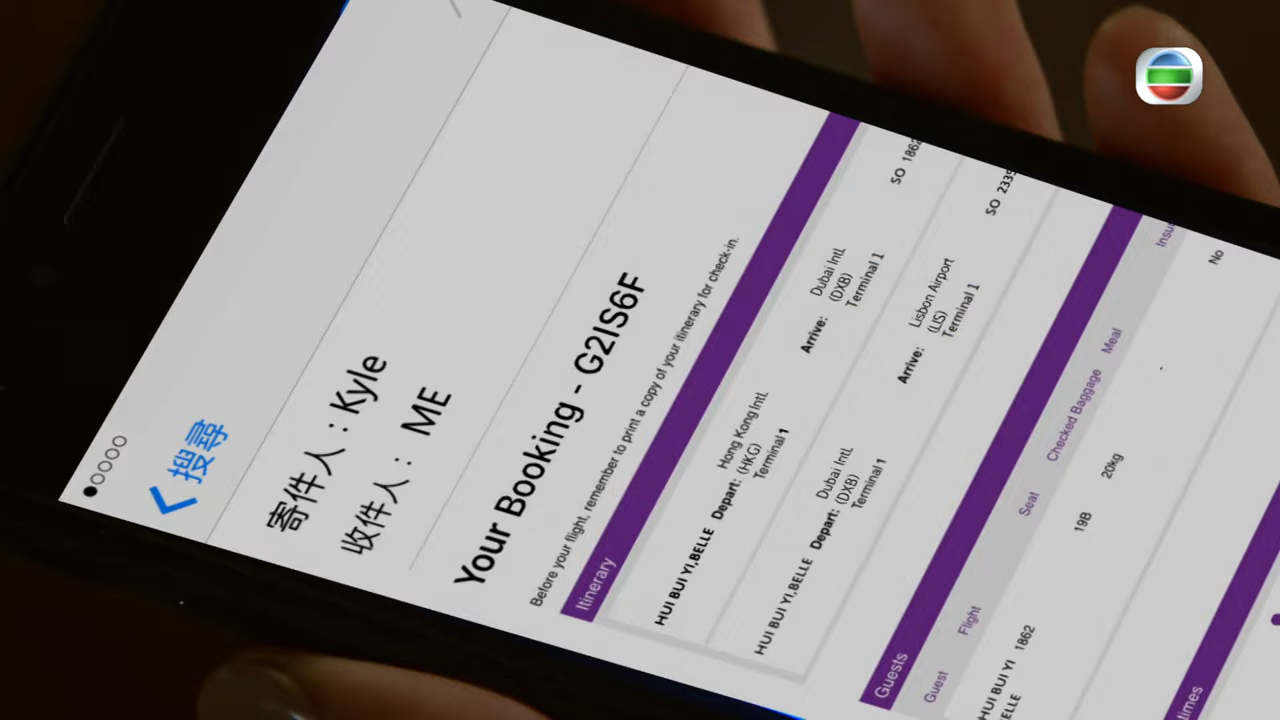 搜尋
寄件人：Kyle
收件人： ME
Your Booking - G2IS6F
Before your flight, remember to print a copy of your itinerary for check-in.
Itinerary
HUI BUI YI,BELLE Depart: Hong Kong Intl (HKG) Terminal 1 Arrive: Dubai Intl (DXB) Terminal 1 SO 1862
HUI BUI YI,BELLE Depart: Dubai Intl (DXB) Terminal 1 Arrive: Lisbon Airport (LIS) Terminal 1 SO 2339
Guests
Guest Flight Seat Checked Baggage Meal
HUI BUI YI 1862 19B 20kg No